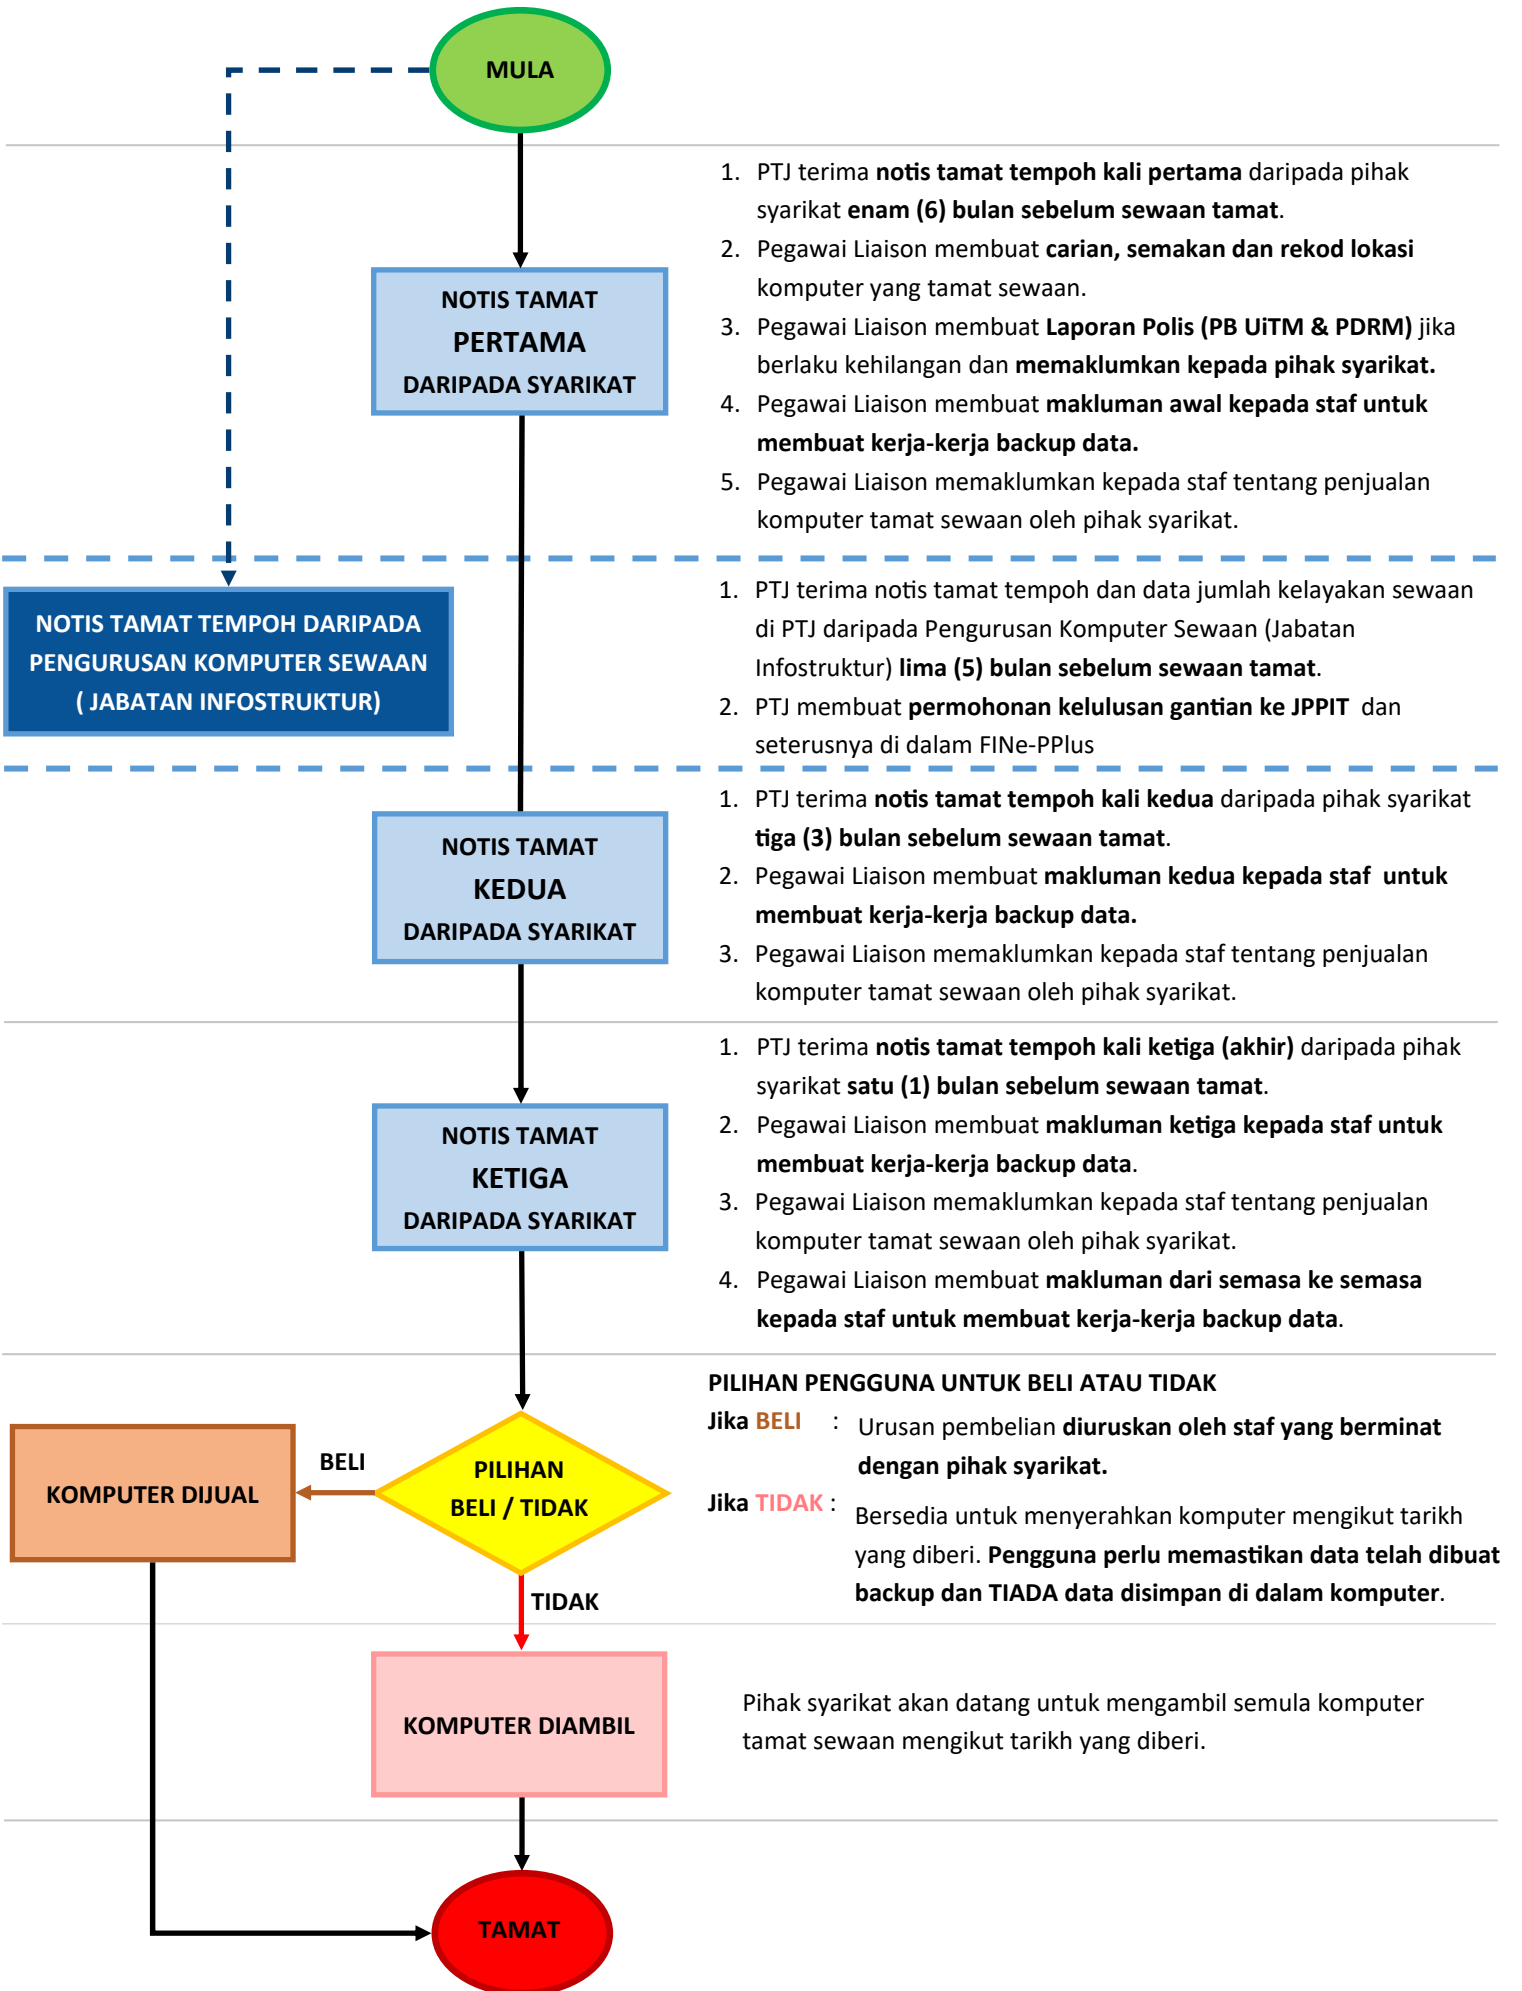 MULA
1. PTJ terima notis tamat tempoh kali pertama daripada pihak
syarikat enam (6) bulan sebelum sewaan tamat.
2. Pegawai Liaison membuat carian, semakan dan rekod lokasi
komputer yang tamat sewaan.
3. Pegawai Liaison membuat Laporan Polis (PB UiTM & PDRM) jika
berlaku kehilangan dan memaklumkan kepada pihak syarikat.
4. Pegawai Liaison membuat makluman awal kepada staf untuk
membuat kerja-kerja backup data.
5. Pegawai Liaison memaklumkan kepada staf tentang penjualan
komputer tamat sewaan oleh pihak syarikat.
NOTIS TAMAT
PERTAMA
DARIPADA SYARIKAT
NOTIS TAMAT TEMPOH DARIPADA
PENGURUSAN KOMPUTER SEWAAN
( JABATAN INFOSTRUKTUR)
1. PTJ terima notis tamat tempoh dan data jumlah kelayakan sewaan
di PTJ daripada Pengurusan Komputer Sewaan (Jabatan
Infostruktur) lima (5) bulan sebelum sewaan tamat.
2. PTJ membuat permohonan kelulusan gantian ke JPPIT dan
seterusnya di dalam FINe-PPlus
NOTIS TAMAT
KEDUA
DARIPADA SYARIKAT
1. PTJ terima notis tamat tempoh kali kedua daripada pihak syarikat
tiga (3) bulan sebelum sewaan tamat.
2. Pegawai Liaison membuat makluman kedua kepada staf untuk
membuat kerja-kerja backup data.
3. Pegawai Liaison memaklumkan kepada staf tentang penjualan
komputer tamat sewaan oleh pihak syarikat.
NOTIS TAMAT
KETIGA
DARIPADA SYARIKAT
1. PTJ terima notis tamat tempoh kali ketiga (akhir) daripada pihak
syarikat satu (1) bulan sebelum sewaan tamat.
2. Pegawai Liaison membuat makluman ketiga kepada staf untuk
membuat kerja-kerja backup data.
3. Pegawai Liaison memaklumkan kepada staf tentang penjualan
komputer tamat sewaan oleh pihak syarikat.
4. Pegawai Liaison membuat makluman dari semasa ke semasa
kepada staf untuk membuat kerja-kerja backup data.
KOMPUTER DIJUAL
BELI
PILIHAN
BELI / TIDAK
TIDAK
PILIHAN PENGGUNA UNTUK BELI ATAU TIDAK
Jika BELI : Urusan pembelian diuruskan oleh staf yang berminat
dengan pihak syarikat.
Jika TIDAK : Bersedia untuk menyerahkan komputer mengikut tarikh
yang diberi. Pengguna perlu memastikan data telah dibuat
backup dan TIADA data disimpan di dalam komputer.
KOMPUTER DIAMBIL
Pihak syarikat akan datang untuk mengambil semula komputer
tamat sewaan mengikut tarikh yang diberi.
TAMAT